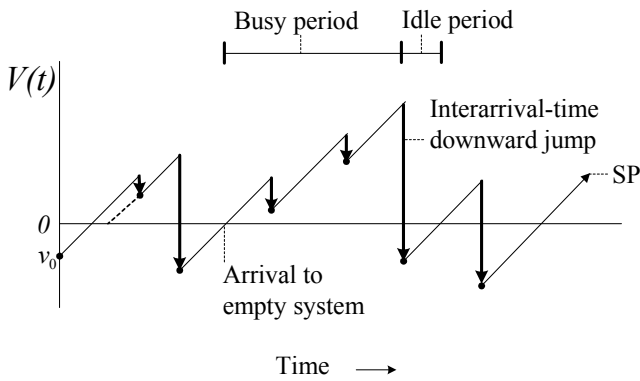 Busy period
Idle period
V(t)
Interarrival-time
downward jump
SP
0
v₀
Arrival to
empty system
Time